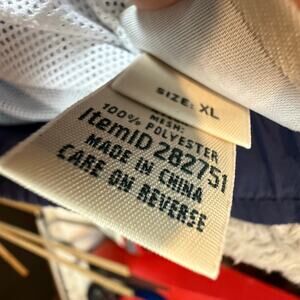 SIZE: XL
MESH:
100% POLYESTER
ItemID 282751
MADE IN CHINA
CARE ON REVERSE